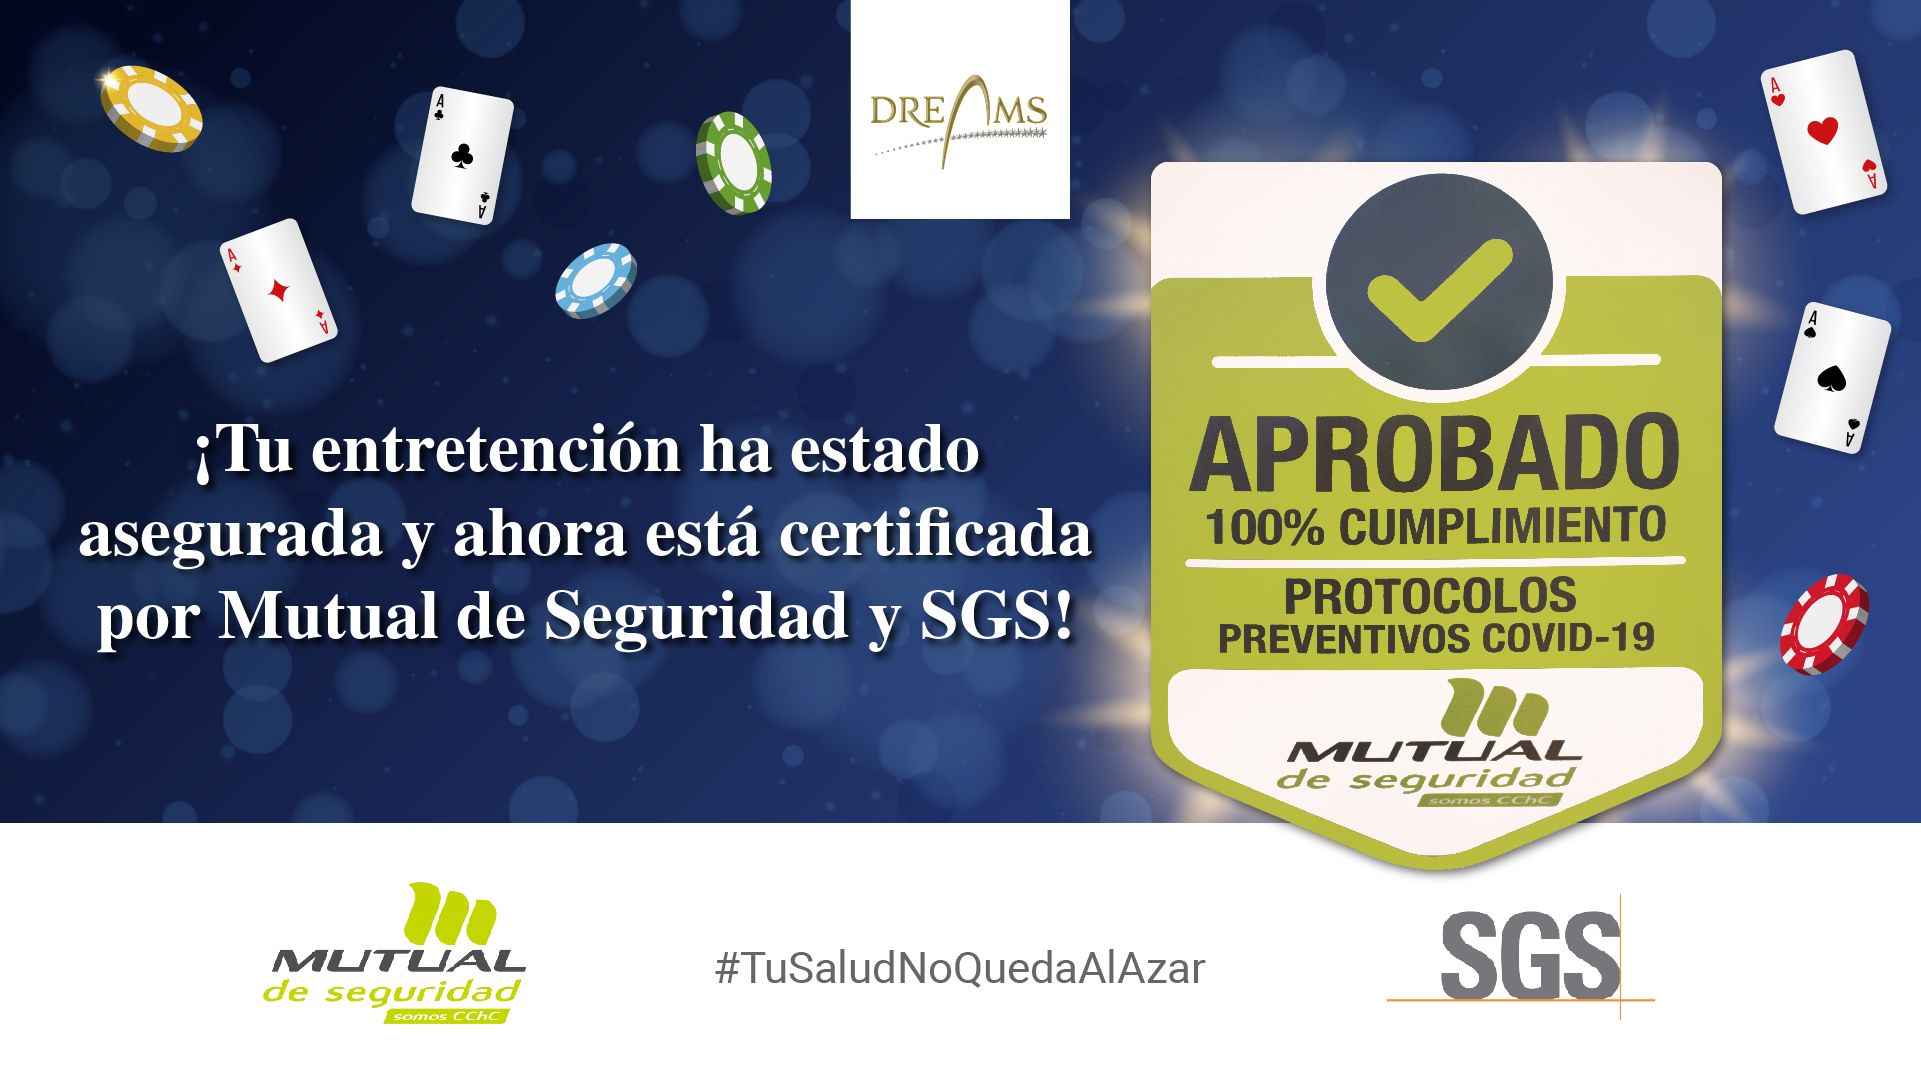 DREAMS
A
A
A
A
A
A
A
A
¡Tu entretención ha estado
asegurada y ahora está certificada
por Mutual de Seguridad y SGS!
APROBADO
100% CUMPLIMIENTO
PROTOCOLOS
PREVENTIVOS COVID-19
MUTUAL
de seguridad
somos CChC
MUTUAL
de seguridad
somos CChC
#TuSaludNoQuedaAlAzar
SGS